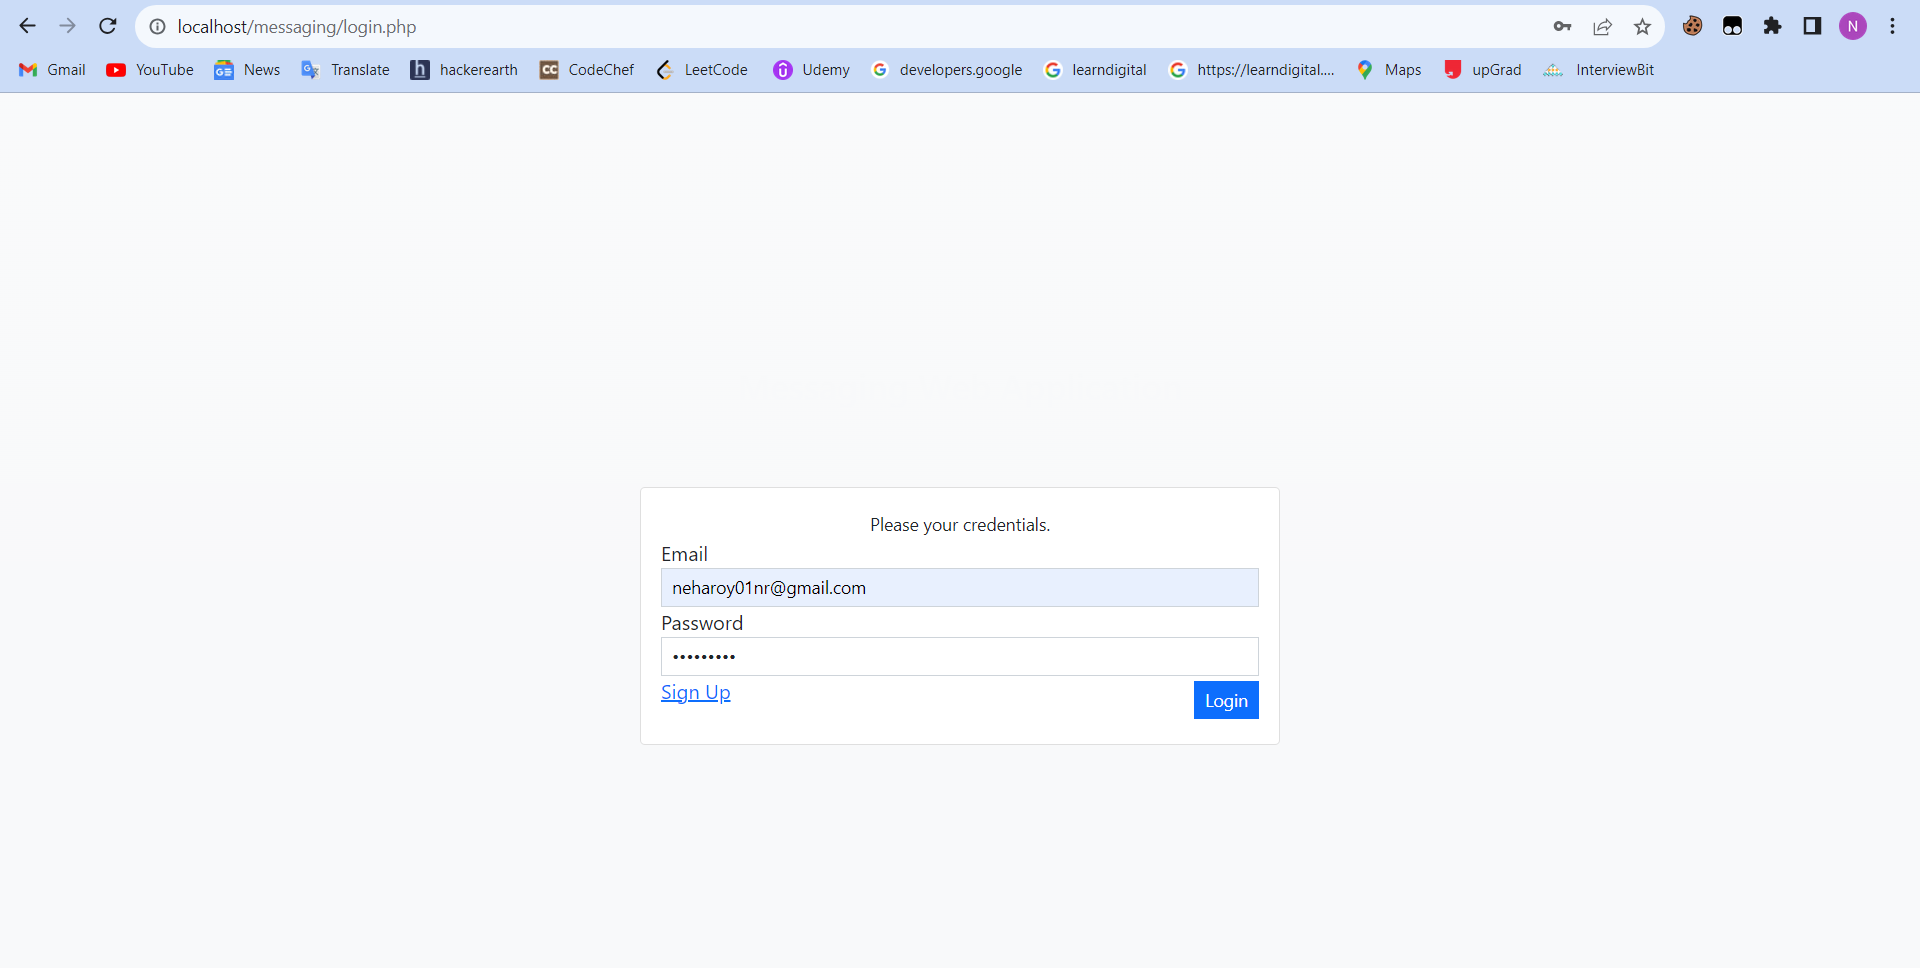 localhost/messaging/login.php
N
Gmail YouTube News Translate hackerearth CodeChef LeetCode Udemy developers.google learndigital https://learndigital.... Maps upGrad InterviewBit
Please your credentials.
Email
neharoy01nr@gmail.com
Password
•••••••••
Sign Up Login